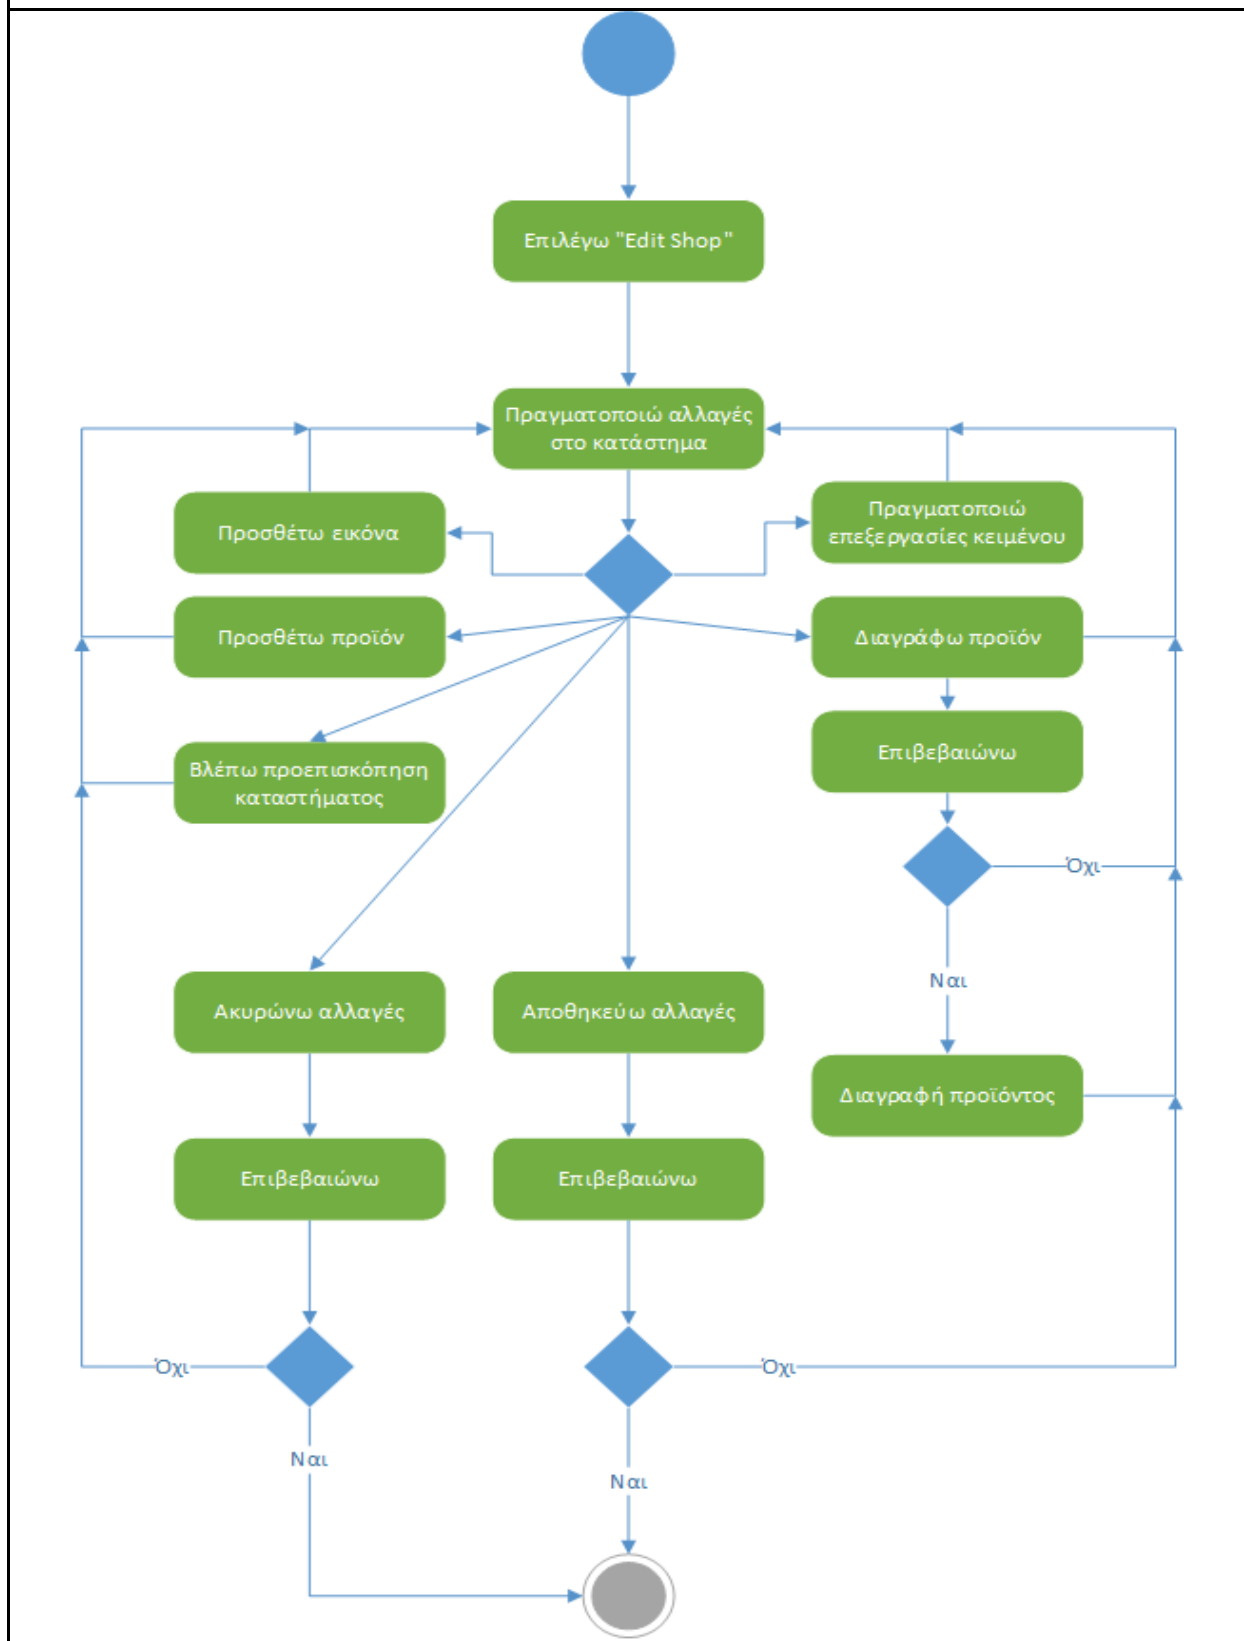 Επιλέγω "Edit Shop"
Πραγματοποιώ αλλαγές
στο κατάστημα
Προσθέτω εικόνα
Πραγματοποιώ
επεξεργασίες κειμένου
Προσθέτω προϊόν
Διαγράφω προϊόν
Βλέπω προεπισκόπηση
καταστήματος
Επιβεβαιώνω
Όχι
Ναι
Ακυρώνω αλλαγές
Αποθηκεύω αλλαγές
Διαγραφή προϊόντος
Επιβεβαιώνω
Επιβεβαιώνω
Όχι
Όχι
Ναι
Ναι